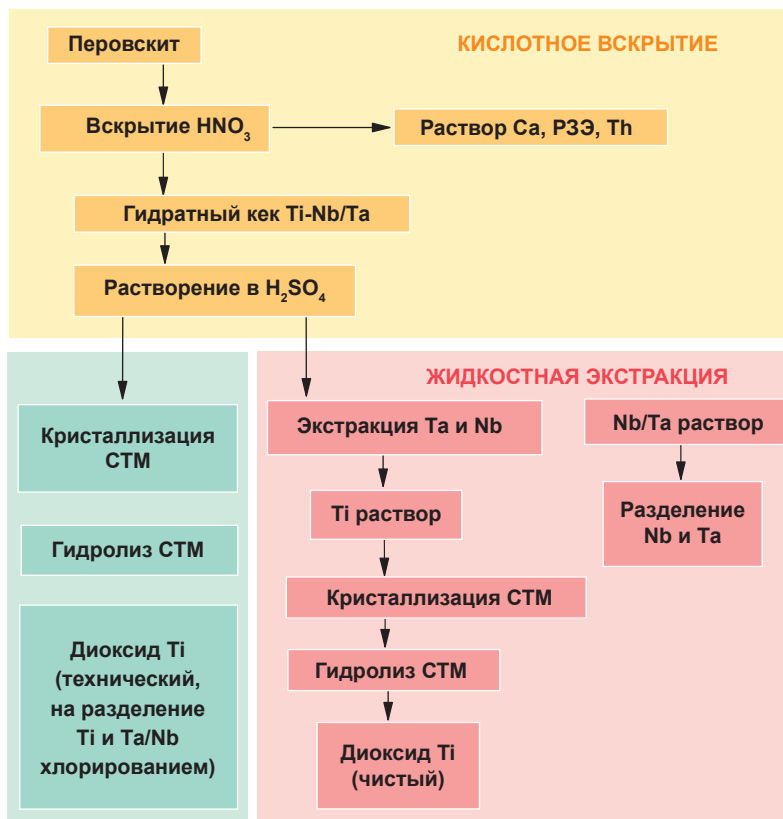 КИСЛОТНОЕ ВСКРЫТИЕ
Перовскит
Вскрытие HNO₃
Раствор Ca, РЗЭ, Th
Гидратный кек Ti-Nb/Ta
Растворение в H₂SO₄
Кристаллизация
СТМ
Гидролиз СТМ
Диоксид Ti
(технический,
на разделение
Ti и Ta/Nb
хлорированием)
ЖИДКОСТНАЯ ЭКСТРАКЦИЯ
Экстракция Ta и Nb
Ti раствор
Кристаллизация СТМ
Гидролиз СТМ
Диоксид Ti
(чистый)
Nb/Ta раствор
Разделение
Nb и Ta